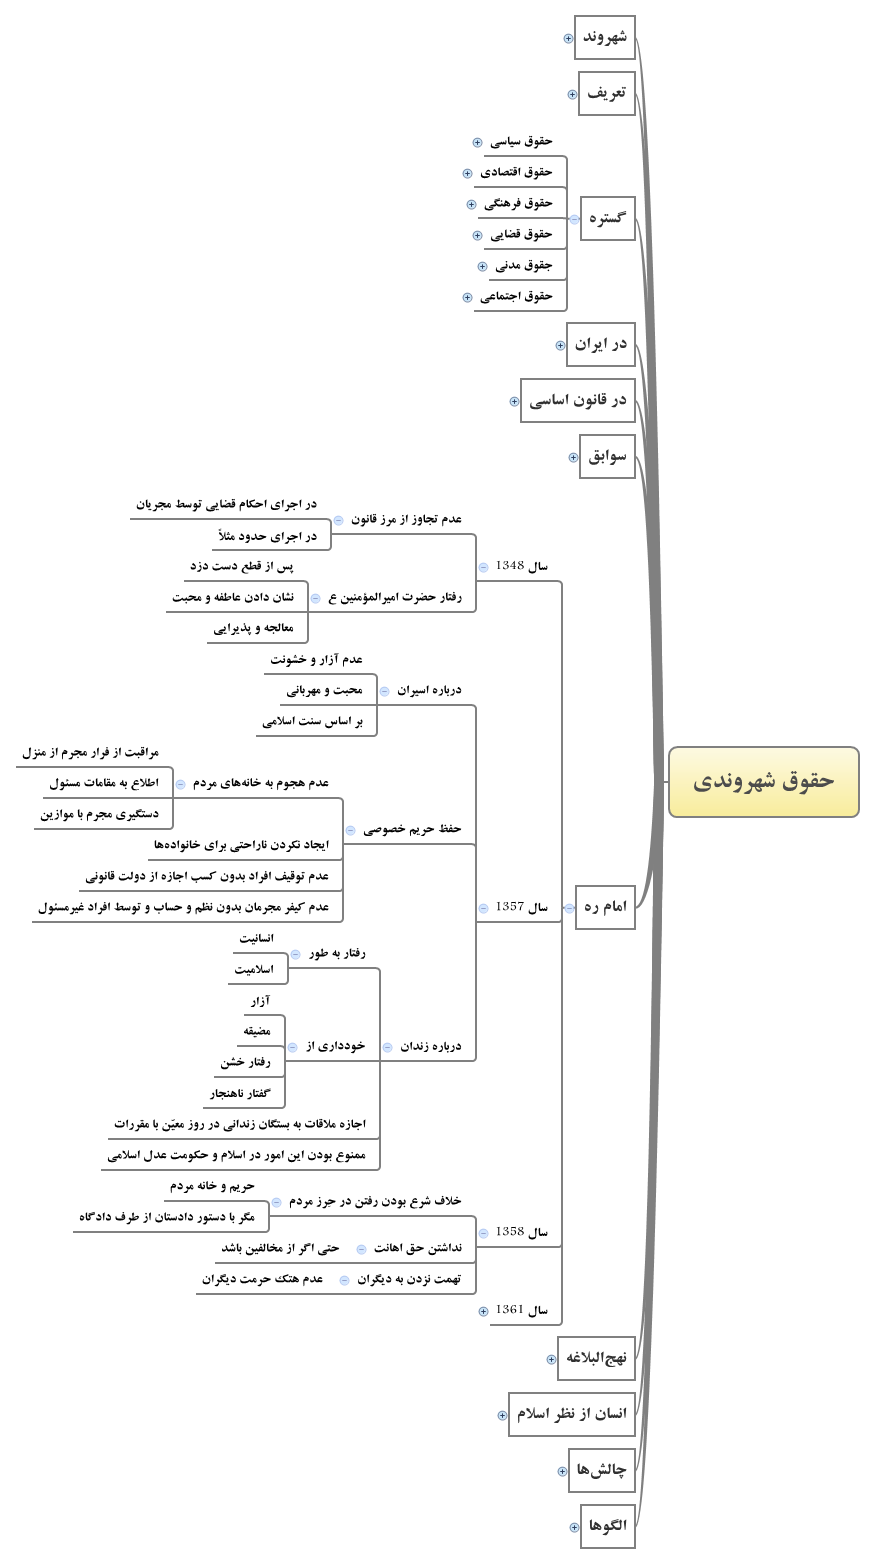 حقوق شهروندی
شهروند
تعریف
گستره
حقوق سیاسی
حقوق اقتصادی
حقوق فرهنگی
حقوق قضایی
جقوق مدنی
حقوق اجتماعی
در ایران
در قانون اساسی
سوابق
امام ره
سال 1348
عدم تجاوز از مرز قانون
در اجرای احکام قضایی توسط مجریان
در اجرای حدود مثلاً
رفتار حضرت امیرالمؤمنین ع
پس از قطع دست دزد
نشان دادن عاطفه و محبت
معالجه و پذیرایی
سال 1357
درباره اسیران
عدم آزار و خشونت
محبت و مهربانی
بر اساس سنت اسلامی
حفظ حریم خصوصی
عدم هجوم به خانه‌های مردم
مراقبت از فرار مجرم از منزل
اطلاع به مقامات مسئول
دستگیری مجرم با موازین
ایجاد نکردن ناراحتی برای خانواده‌ها
عدم توقیف افراد بدون کسب اجازه از دولت قانونی
عدم کیفر مجرمان بدون نظم و حساب و توسط افراد غیرمسئول
درباره زندان
رفتار به طور
انسانیت
اسلامیت
خودداری از
آزار
مضیقه
رفتار خشن
گفتار ناهنجار
اجازه ملاقات به بستگان زندانی در روز معیّن با مقررات
ممنوع بودن این امور در اسلام و حکومت عدل اسلامی
سال 1358
خلاف شرع بودن رفتن در حِرز مردم
حریم و خانه مردم
مگر با دستور دادستان از طرف دادگاه
نداشتن حق اهانت
حتی اگر از مخالفین باشد
تهمت نزدن به دیگران
عدم هتک حرمت دیگران
سال 1361
نهج‌البلاغه
انسان از نظر اسلام
چالش‌ها
الگوها